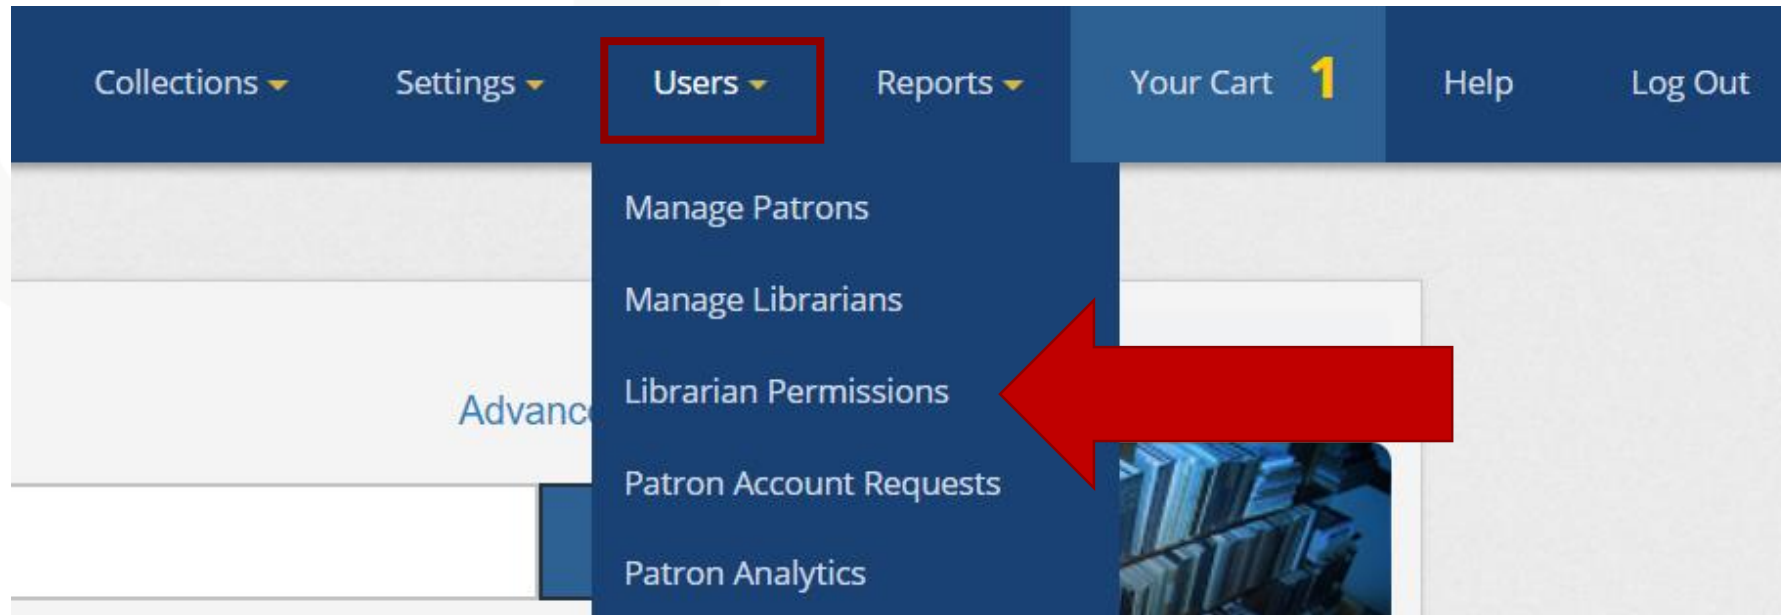 Collections Settings Users Reports Your Cart 1 Help Log Out
Manage Patrons
Manage Librarians
Librarian Permissions
Patron Account Requests
Patron Analytics